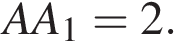 AA₁ = 2.